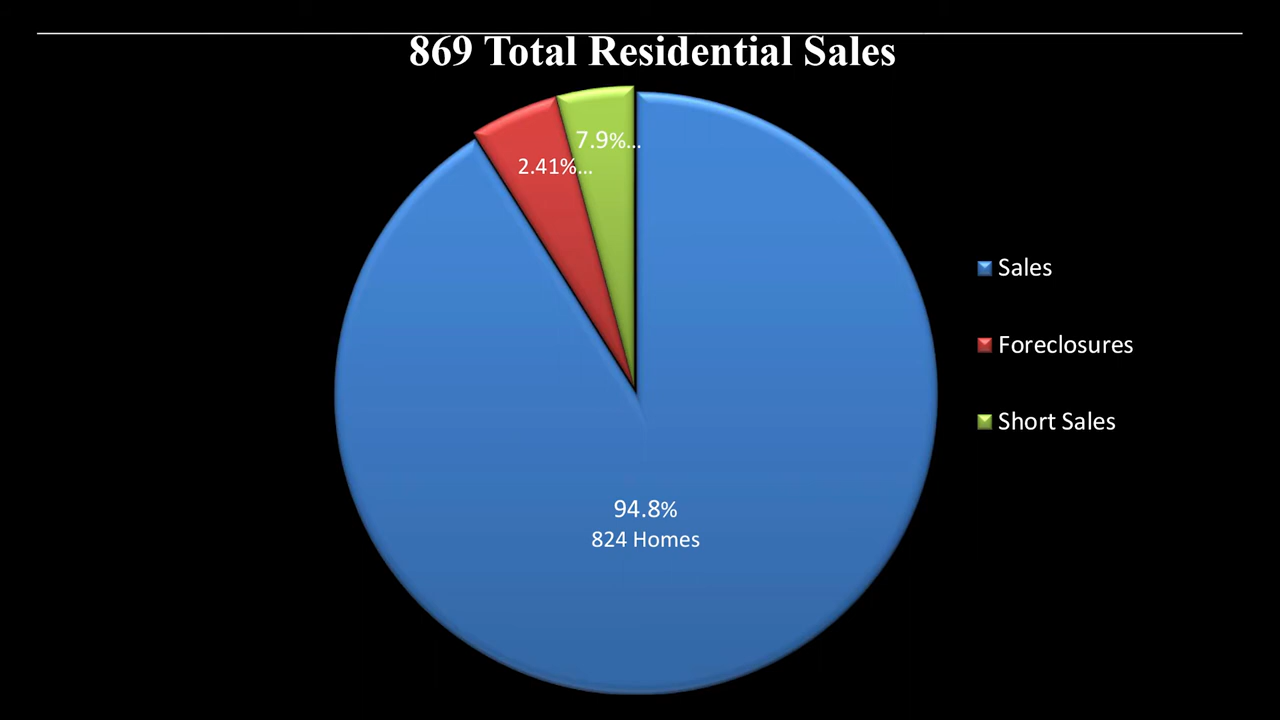 869 Total Residential Sales
7.9%...
2.41%...
94.8%
824 Homes
Sales
Foreclosures
Short Sales